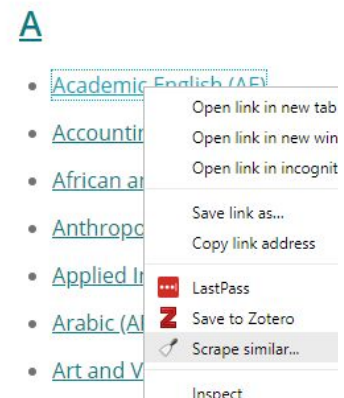 A
Academic English (AE)
Open link in new tab
Accountin
Open link in new win
African an
Open link in incognit
Anthropo
Save link as...
Copy link address
Applied In
LastPass
Arabic (A
Save to Zotero
Scrape similar...
Art and V
Inspect